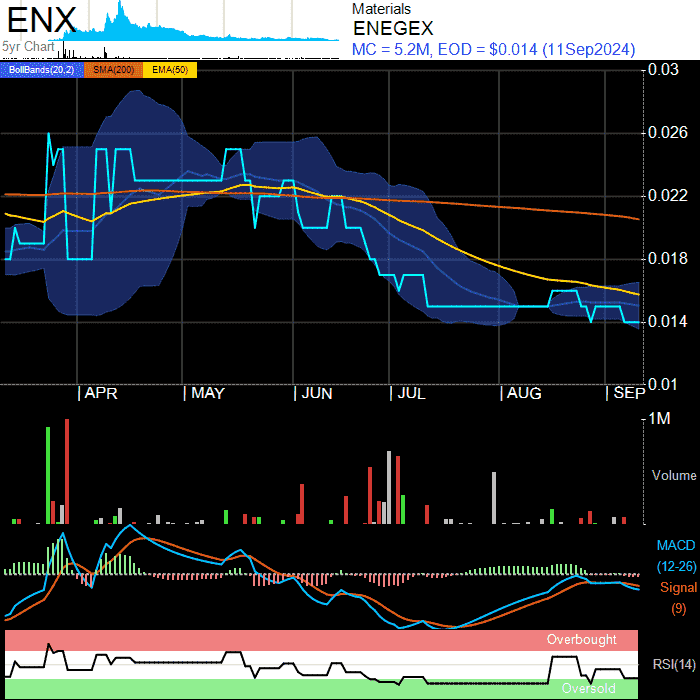 ENX
5yr Chart
Materials
ENEGEX
MC = 5.2M, EOD = $0.014 (11Sep2024)
BollBands(20,2) SMA(200) EMA(50)
0.03
0.026
0.022
0.018
0.014
0.01
APR MAY JUN JUL AUG SEP
1M
Volume
MACD
(12-26)
Signal
(9)
Overbought
RSI(14)
Oversold